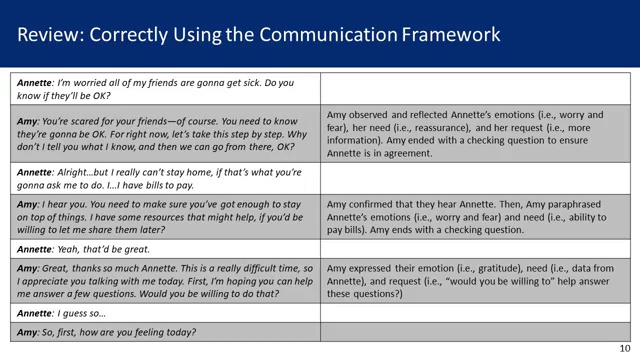 Review: Correctly Using the Communication Framework
Annette: I'm worried all of my friends are gonna get sick. Do you
know if they'll be OK?
Amy: You're scared for your friends—of course. You need to know
they're gonna be OK. For right now, let's take this step by step. Why
don't I tell you what I know, and then we can go from there, OK?
Amy observed and reflected Annette's emotions (i.e., worry and
fear), her need (i.e., reassurance), and her request (i.e., more
information). Amy ended with a checking question to ensure
Annette is in agreement.
Annette: Alright...but I really can't stay home, if that's what you're
gonna ask me to do. I...I have bills to pay.
Amy: I hear you. You need to make sure you've got enough to stay
on top of things. I have some resources that might help, if you'd be
willing to let me share them later?
Amy confirmed that they hear Annette. Then, Amy paraphrased
Annette's emotions (i.e., worry and fear) and need (i.e., ability to
pay bills). Amy ends with a checking question.
Annette: Yeah, that'd be great.
Amy: Great, thanks so much Annette. This is a really difficult time, so
I appreciate you talking with me today. First, I'm hoping you can help
me answer a few questions. Would you be willing to do that?
Amy expressed their emotion (i.e., gratitude), need (i.e., data from
Annette), and request (i.e., "would you be willing to" help answer
these questions?)
Annette: I guess so...
Amy: So, first, how are you feeling today?
10